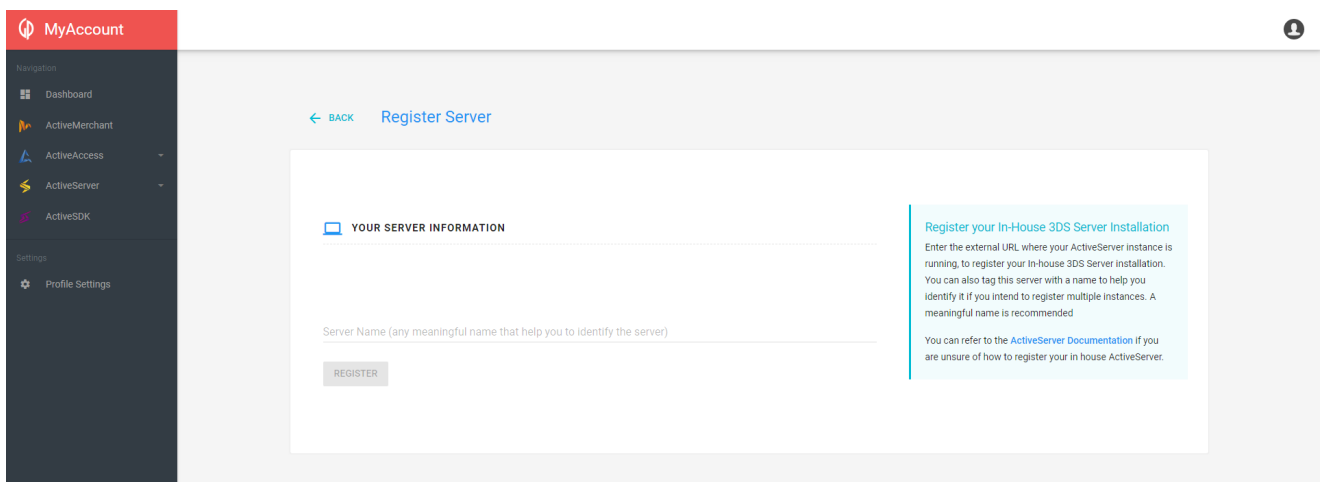 MyAccount
Navigation
Dashboard
ActiveMerchant
ActiveAccess
ActiveServer
ActiveSDK
Settings
Profile Settings
BACK Register Server
YOUR SERVER INFORMATION
Server Name (any meaningful name that help you to identify the server)
REGISTER
Register your In-House 3DS Server Installation
Enter the external URL where your ActiveServer instance is
running, to register your In-house 3DS Server installation.
You can also tag this server with a name to help you
identify it if you intend to register multiple instances. A
meaningful name is recommended
You can refer to the ActiveServer Documentation if you
are unsure of how to register your in house ActiveServer.